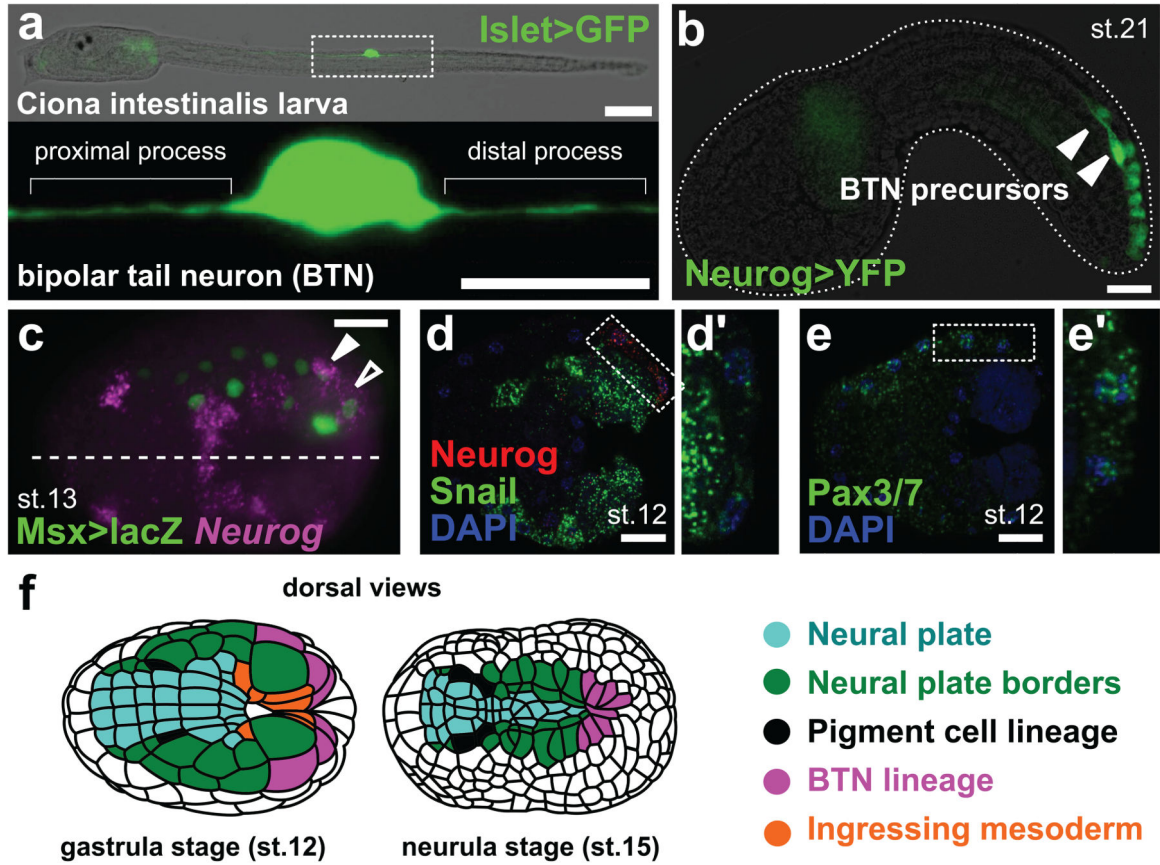 a
Islet>GFP
Ciona intestinalis larva
proximal process
distal process
bipolar tail neuron (BTN)
b
st.21
BTN precursors
Neurog>YFP
c
st.13
Msx>lacZ Neurog
d
Neurog
Snail
DAPI
st.12
d'
e
Pax3/7
DAPI
st.12
e'
f
dorsal views
gastrula stage (st.12)
neurula stage (st.15)
Neural plate
Neural plate borders
Pigment cell lineage
BTN lineage
Ingressing mesoderm